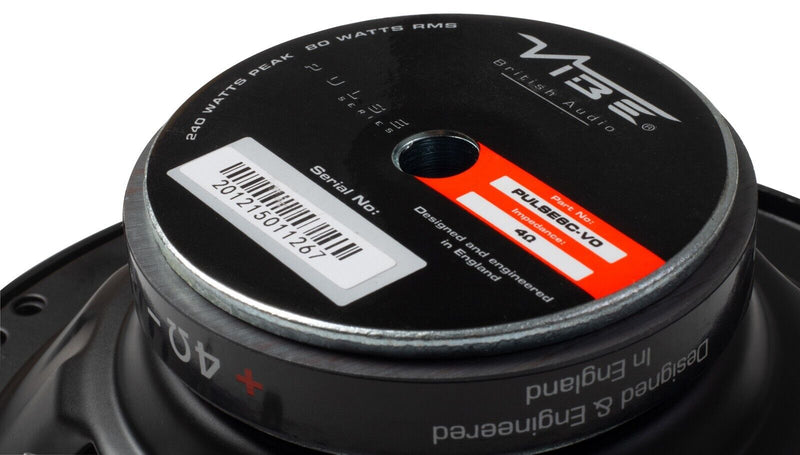 240 WATTS PEAK 80 WATTS RMS
VIBE®
British Audio
PULSE
SERIES
Part No:
PULSE6C-V0
Impedance:
4Ω
Serial No:
201215011267
Designed and engineered
in England
4Ω
+
Designed & Engineered
In England